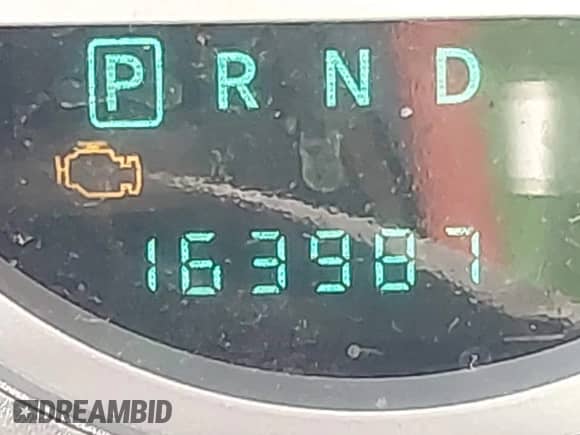 P R N D
163987
DREAMBID